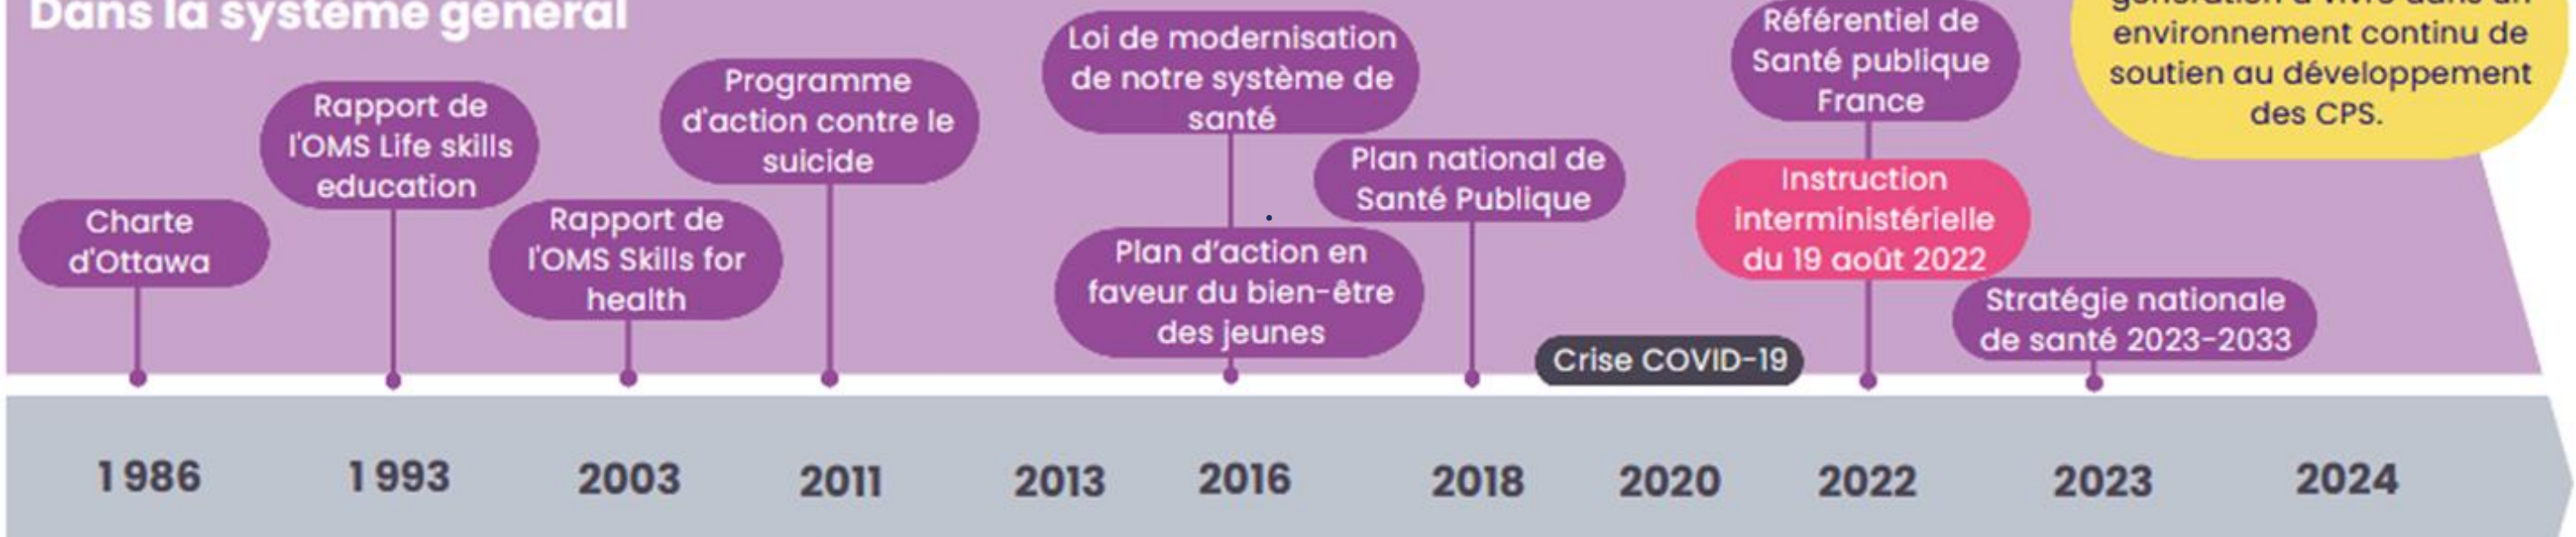 Dans la système général
Charte
d'Ottawa
Rapport de
l'OMS Life skills
education
Rapport de
l'OMS Skills for
health
Programme
d'action contre le
suicide
Loi de modernisation
de notre système de
santé
Plan d'action en
faveur du bien-être
des jeunes
Plan national de
Santé Publique
Crise COVID-19
Référentiel de
Santé publique
France
Instruction
interministérielle
du 19 août 2022
Stratégie nationale
de santé 2023-2033
génération à vivre dans un
environnement continu de
soutien au développement
des CPS.
1986
1993
2003
2011
2013
2016
2018
2020
2022
2023
2024